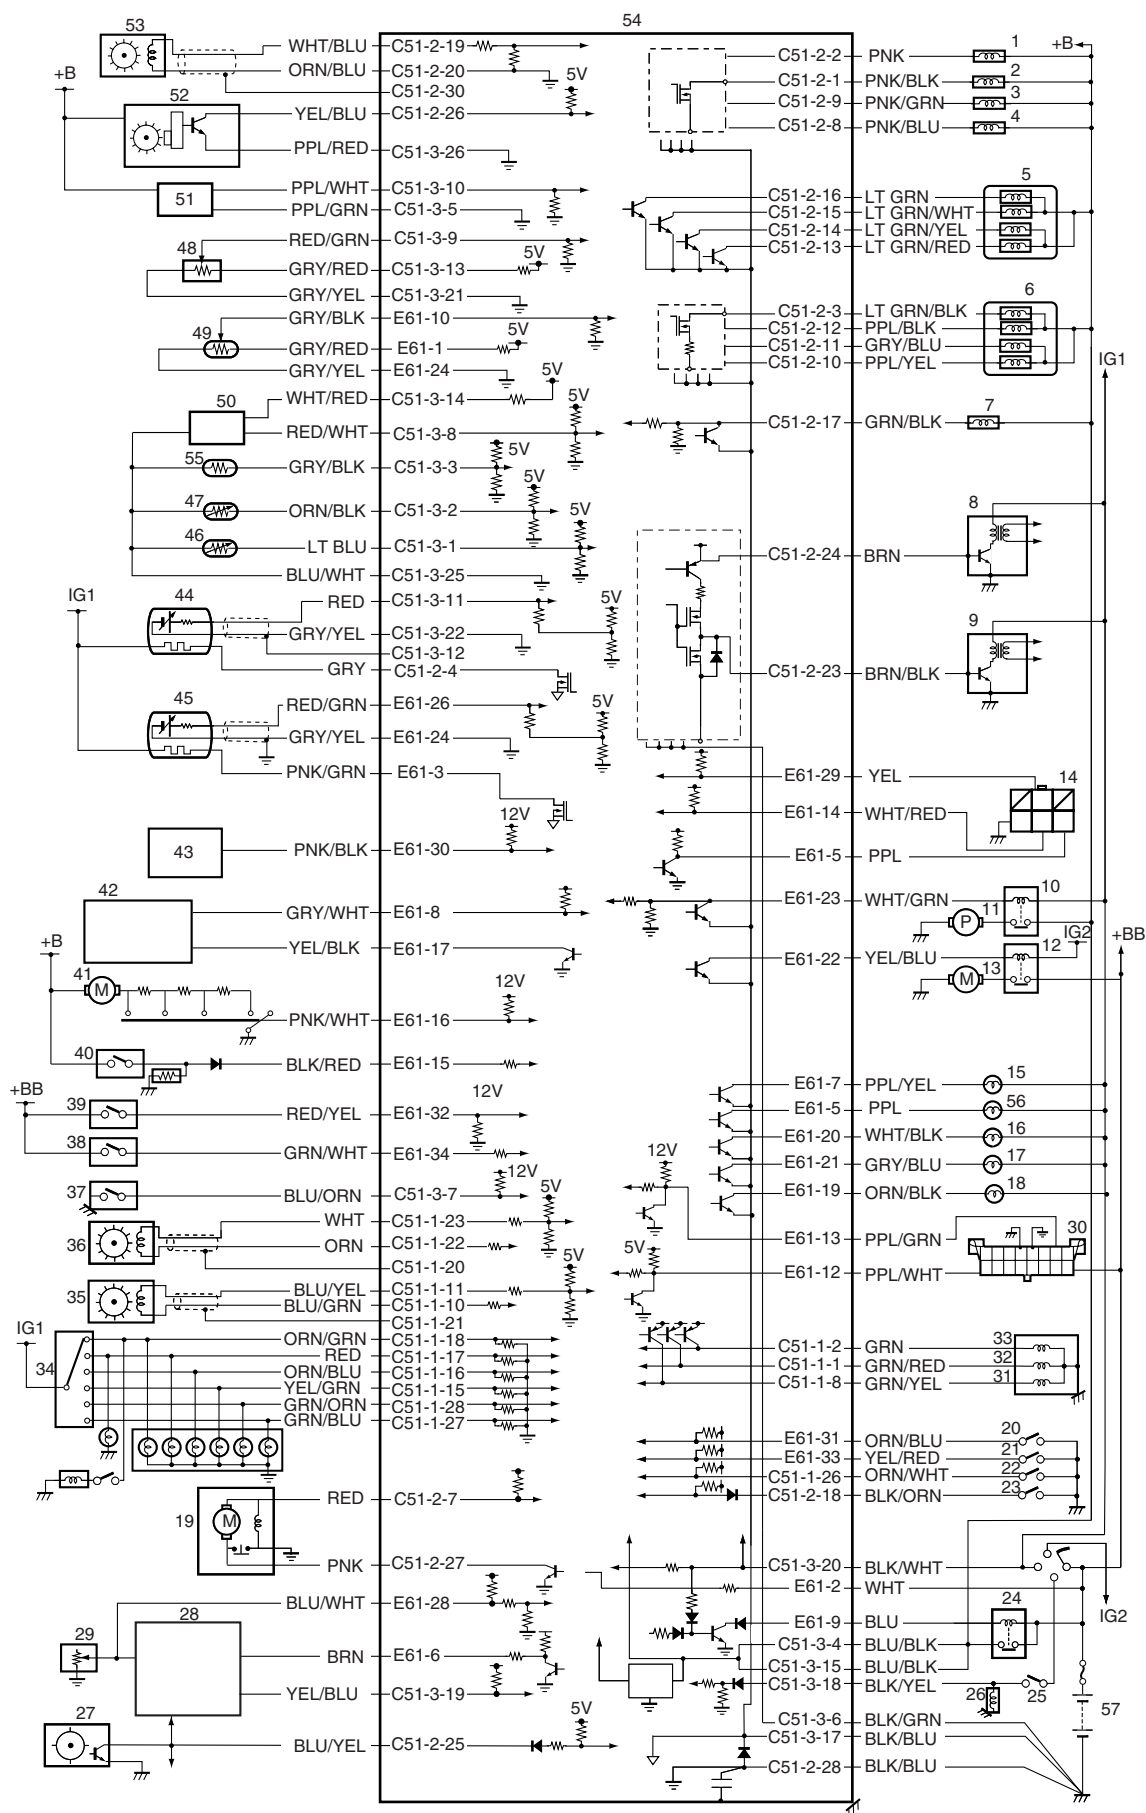 54
53
WHT/BLU C51-2-19
ORN/BLU C51-2-20
C51-2-30
5V
+B
52
YEL/BLU C51-2-26
PPL/RED C51-3-26
51
PPL/WHT C51-3-10
PPL/GRN C51-3-5
RED/GRN C51-3-9
48
5V
GRY/RED C51-3-13
GRY/YEL C51-3-21
GRY/BLK E61-10
49
5V
GRY/RED E61-1
GRY/YEL E61-24
5V
WHT/RED C51-3-14
50
5V
RED/WHT C51-3-8
5V
55
GRY/BLK C51-3-3
5V
47
ORN/BLK C51-3-2
5V
46
LT BLU C51-3-1
BLU/WHT C51-3-25
IG1
44
RED C51-3-11
5V
GRY/YEL C51-3-22
C51-3-12
GRY C51-2-4
45
RED/GRN E61-26
5V
GRY/YEL E61-24
PNK/GRN E61-3
12V
43
PNK/BLK E61-30
42
GRY/WHT E61-8
YEL/BLK E61-17
+B
41
M
12V
PNK/WHT E61-16
40
BLK/RED E61-15
+BB
12V
39
RED/YEL E61-32
38
GRN/WHT E61-34
12V
37
BLU/ORN C51-3-7
5V
WHT C51-1-23
36
ORN C51-1-22
C51-1-20
5V
35
BLU/YEL C51-1-11
BLU/GRN C51-1-10
C51-1-21
IG1
34
ORN/GRN C51-1-18
RED C51-1-17
ORN/BLU C51-1-16
YEL/GRN C51-1-15
GRN/ORN C51-1-28
GRN/BLU C51-1-27
RED C51-2-7
19
M
PNK C51-2-27
BLU/WHT E61-28
28
29
BRN E61-6
YEL/BLU C51-3-19
5V
27
BLU/YEL C51-2-25
+B
C51-2-2 PNK 1
C51-2-1 PNK/BLK 2
C51-2-9 PNK/GRN 3
C51-2-8 PNK/BLU 4
5
C51-2-16 LT GRN
C51-2-15 LT GRN/WHT
C51-2-14 LT GRN/YEL
C51-2-13 LT GRN/RED
6
C51-2-3 LT GRN/BLK
C51-2-12 PPL/BLK
C51-2-11 GRY/BLU
C51-2-10 PPL/YEL
IG1
C51-2-17 GRN/BLK 7
8
C51-2-24 BRN
9
C51-2-23 BRN/BLK
E61-29 YEL
14
E61-14 WHT/RED
E61-5 PPL
10
E61-23 WHT/GRN
11
P
IG2
+BB
12
E61-22 YEL/BLU
13
M
E61-7 PPL/YEL 15
E61-5 PPL 56
E61-20 WHT/BLK 16
E61-21 GRY/BLU 17
12V
E61-19 ORN/BLK 18
E61-13 PPL/GRN
30
5V
E61-12 PPL/WHT
C51-1-2 GRN 33
C51-1-1 GRN/RED 32
C51-1-8 GRN/YEL 31
E61-31 ORN/BLU 20
E61-33 YEL/RED 21
C51-1-26 ORN/WHT 22
C51-2-18 BLK/ORN 23
C51-3-20 BLK/WHT
E61-2 WHT
24
IG2
E61-9 BLU
C51-3-4 BLU/BLK
C51-3-15 BLU/BLK
C51-3-18 BLK/YEL
26
25
57
C51-3-6 BLK/GRN
C51-3-17 BLK/BLU
C51-2-28 BLK/BLU